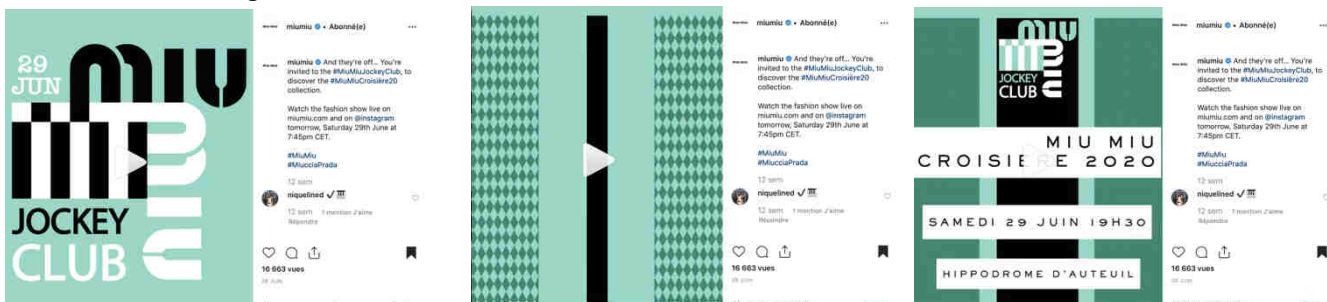 29
JUN
MIU
MIU
JOCKEY
CLUB
miumiu • Abonné(e)
miumiu And they're off... You're
invited to the #MiuMiuJockeyClub, to
discover the #MiuMiuCroisière20
collection.
Watch the fashion show live on
miumiu.com and on @instagram
tomorrow, Saturday 29th June at
7:45pm CET.
#MiuMiu
#MiucciaPrada
12 sem
niquelined
12 sem 1 mention J'aime
Répondre
16 663 vues
miumiu • Abonné(e)
miumiu And they're off... You're
invited to the #MiuMiuJockeyClub, to
discover the #MiuMiuCroisière20
collection.
Watch the fashion show live on
miumiu.com and on @instagram
tomorrow, Saturday 29th June at
7:45pm CET.
#MiuMiu
#MiucciaPrada
12 sem
niquelined
12 sem 1 mention J'aime
Répondre
16 663 vues
MIU
MIU
JOCKEY
CLUB
MIU MIU
CROISIERE 2020
SAMEDI 29 JUIN 19H30
HIPPODROME D'AUTEUIL
miumiu • Abonné(e)
miumiu And they're off... You're
invited to the #MiuMiuJockeyClub, to
discover the #MiuMiuCroisière20
collection.
Watch the fashion show live on
miumiu.com and on @instagram
tomorrow, Saturday 29th June at
7:45pm CET.
#MiuMiu
#MiucciaPrada
12 sem
niquelined
12 sem 1 mention J'aime
Répondre
16 663 vues